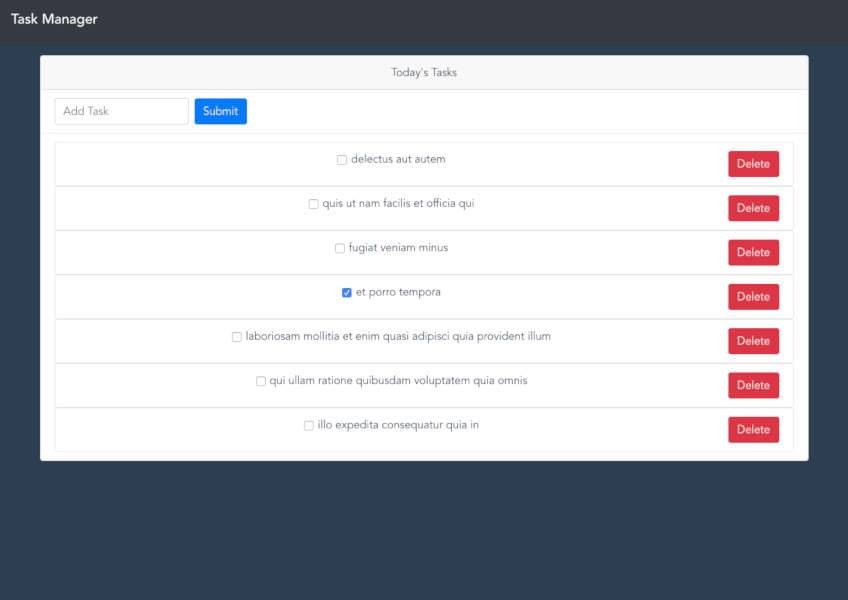 Task Manager
Today's Tasks
Add Task Submit
delectus aut autem Delete
quis ut nam facilis et officia qui Delete
fugiat veniam minus Delete
et porro tempora Delete
laboriosam mollitia et enim quasi adipisci quia provident illum Delete
qui ullam ratione quibusdam voluptatem quia omnis Delete
illo expedita consequatur quia in Delete